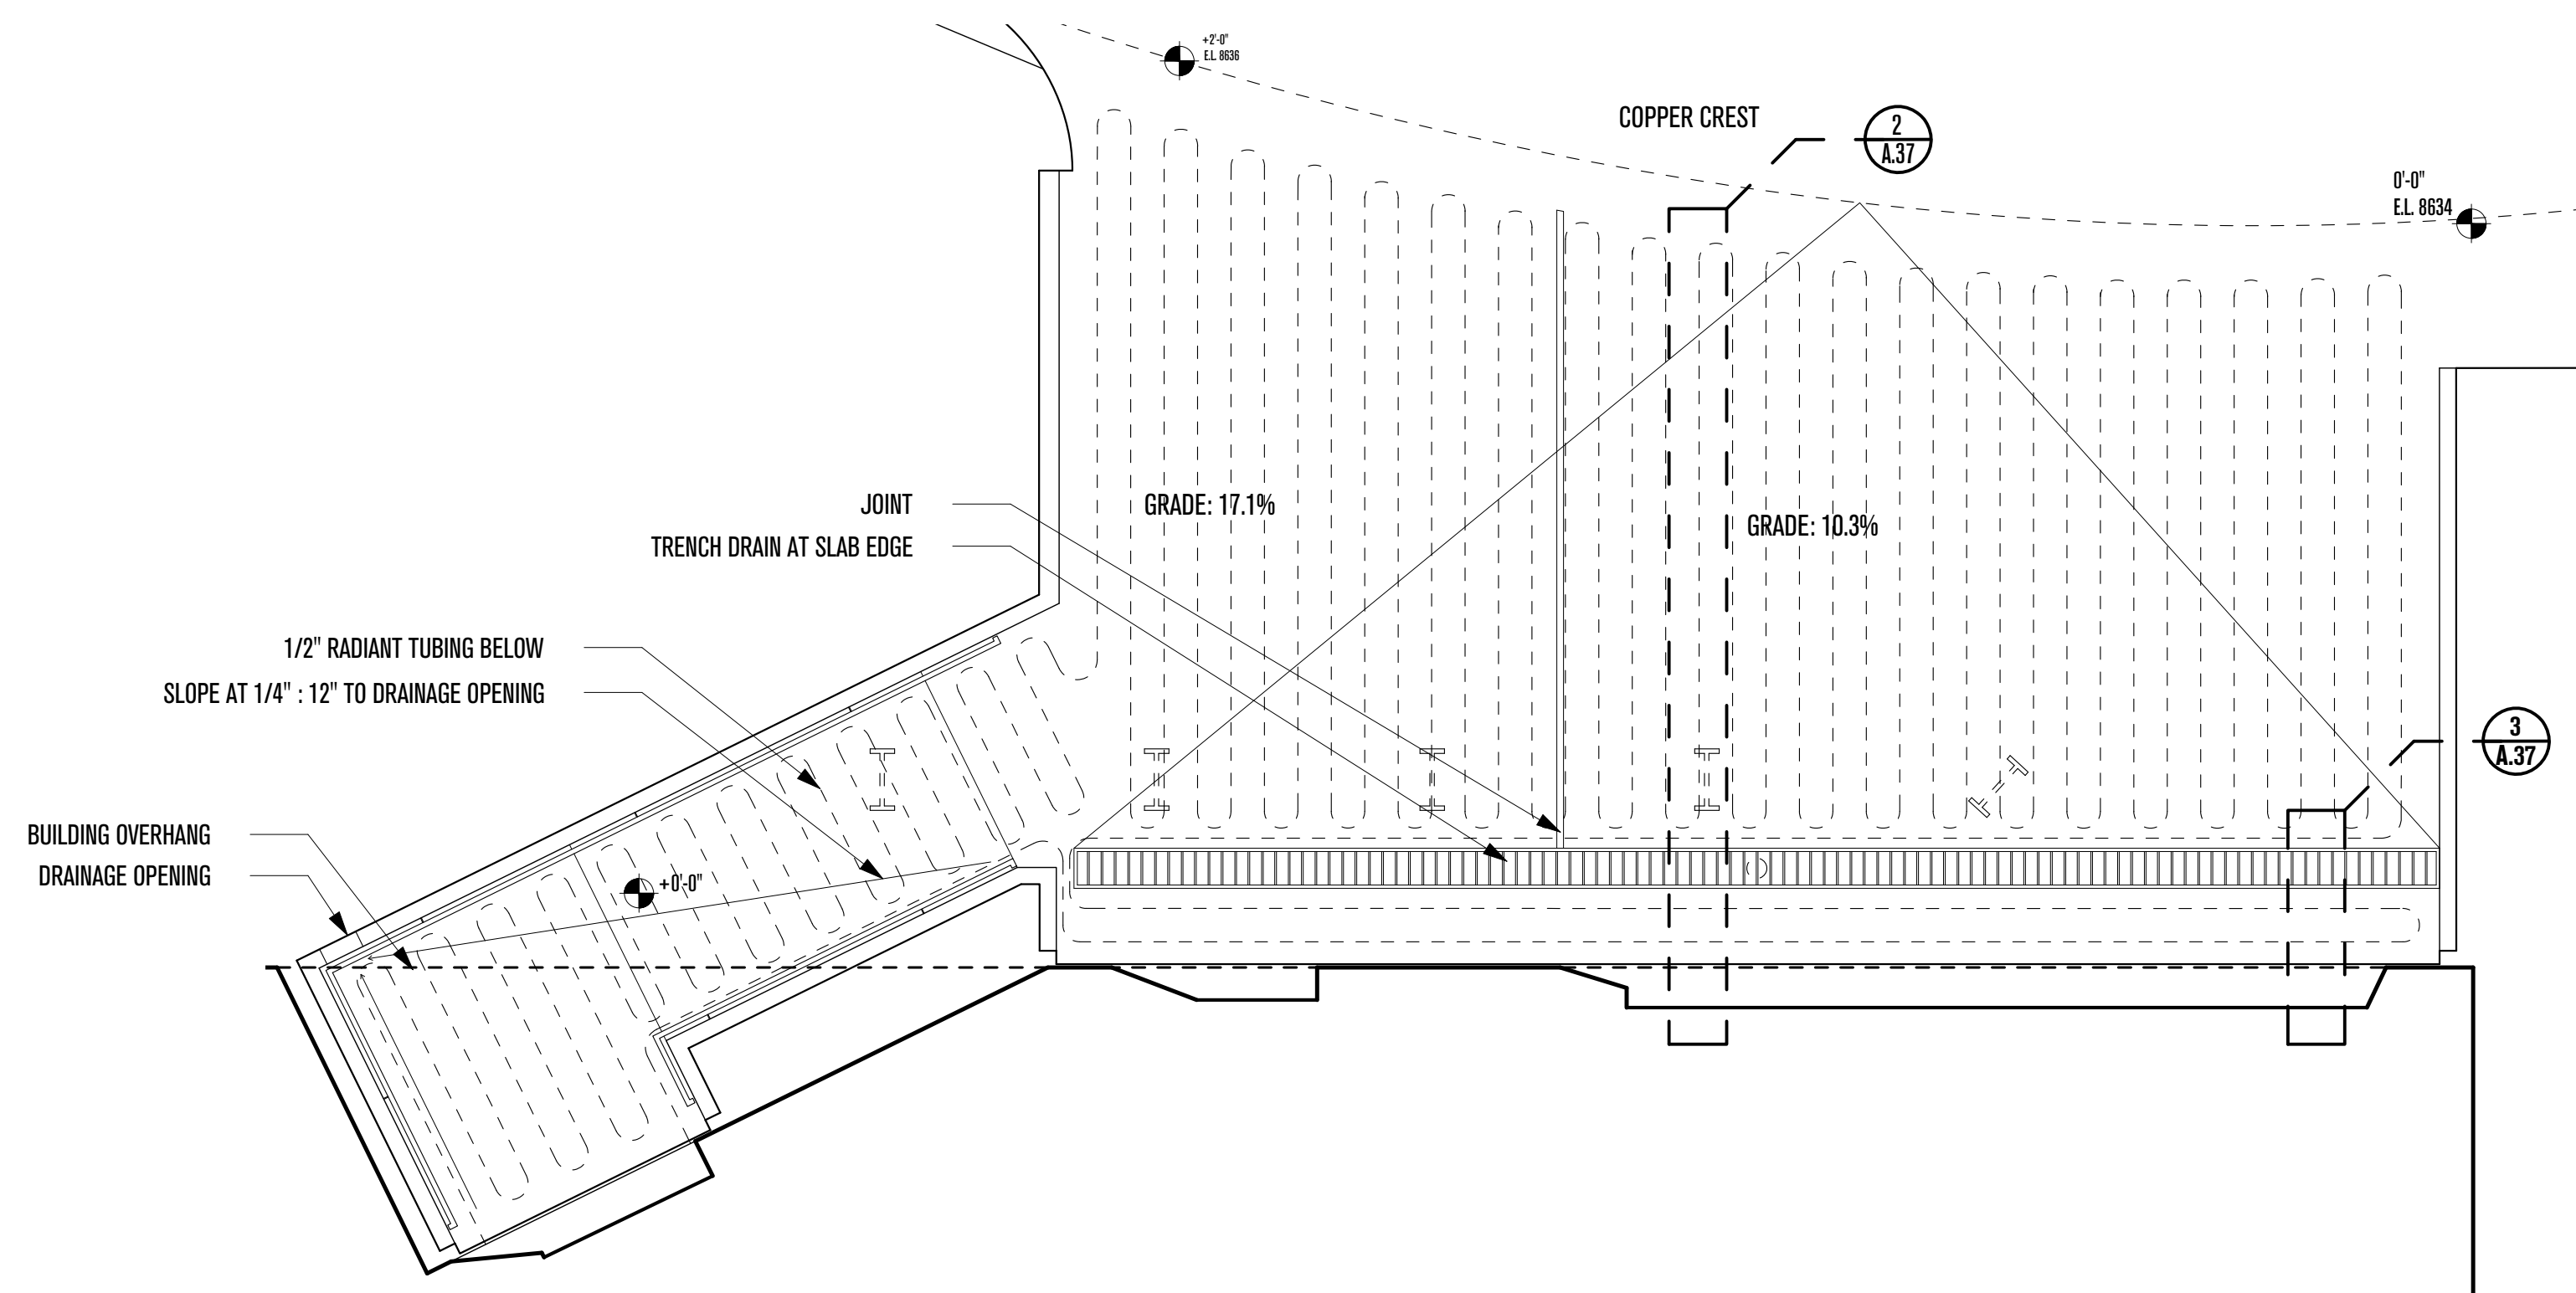 +2'-0"
E.L. 8636
COPPER CREST
2
A.37
0'-0"
E.L. 8634
JOINT
TRENCH DRAIN AT SLAB EDGE
GRADE: 17.1%
GRADE: 10.3%
1/2" RADIANT TUBING BELOW
SLOPE AT 1/4" : 12" TO DRAINAGE OPENING
3
A.37
BUILDING OVERHANG
DRAINAGE OPENING
+0'-0"